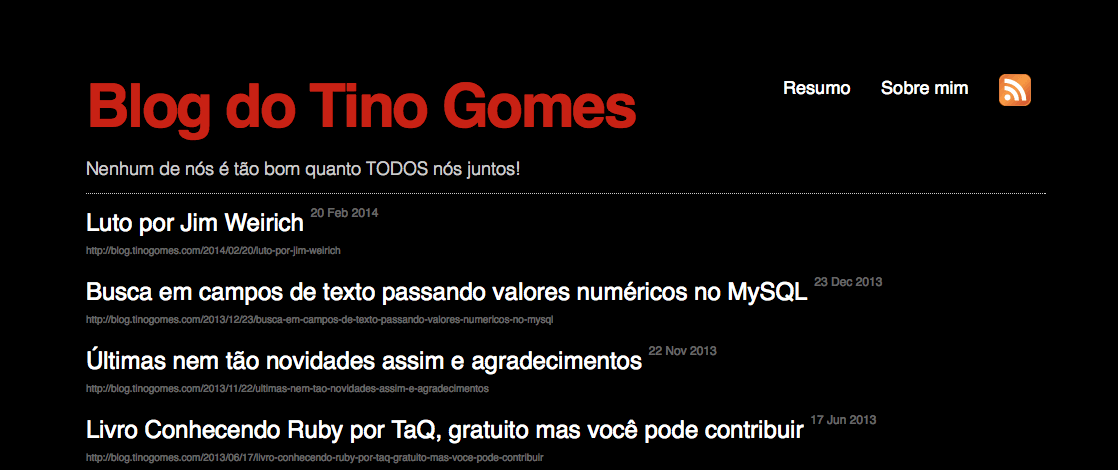 Blog do Tino Gomes
Resumo Sobre mim
Nenhum de nós é tão bom quanto TODOS nós juntos!
Luto por Jim Weirich 20 Feb 2014
http://blog.tinogomes.com/2014/02/20/luto-por-jim-weirich
Busca em campos de texto passando valores numéricos no MySQL 23 Dec 2013
http://blog.tinogomes.com/2013/12/23/busca-em-campos-de-texto-passando-valores-numericos-no-mysql
Últimas nem tão novidades assim e agradecimentos 22 Nov 2013
http://blog.tinogomes.com/2013/11/22/ultimas-nem-tao-novidades-assim-e-agradecimentos
Livro Conhecendo Ruby por TaQ, gratuito mas você pode contribuir 17 Jun 2013
http://blog.tinogomes.com/2013/06/17/livro-conhecendo-ruby-por-taq-gratuito-mas-voce-pode-contribuir